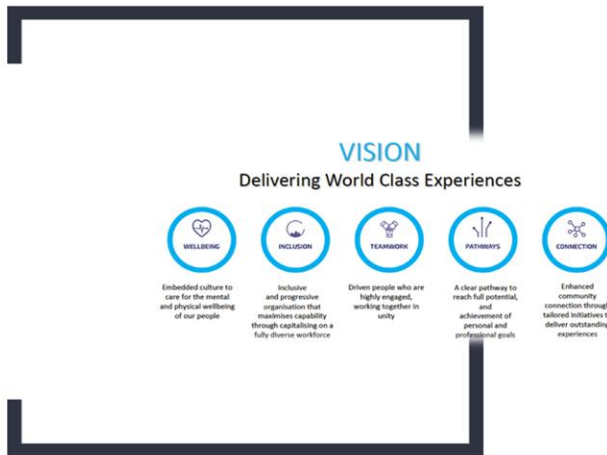 VISION
Delivering World Class Experiences
WELLBEING
Embedded culture to
care for the mental
and physical wellbeing
of our people
INCLUSION
Inclusive
and progressive
organisation that
maximises capability
through capitalising on a
fully diverse workforce
TEAMWORK
Driven people who are
highly engaged,
working together in
unity
PATHWAYS
A clear pathway to
reach full potential,
and
achievement of
personal and
professional goals
CONNECTION
Enhanced
community
connection through
tailored initiatives t
deliver outstanding
experiences